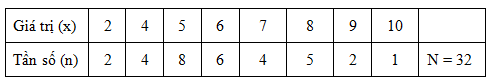 Giá trị (x) 2 4 5 6 7 8 9 10
Tần số (n) 2 4 8 6 4 5 2 1 N = 32